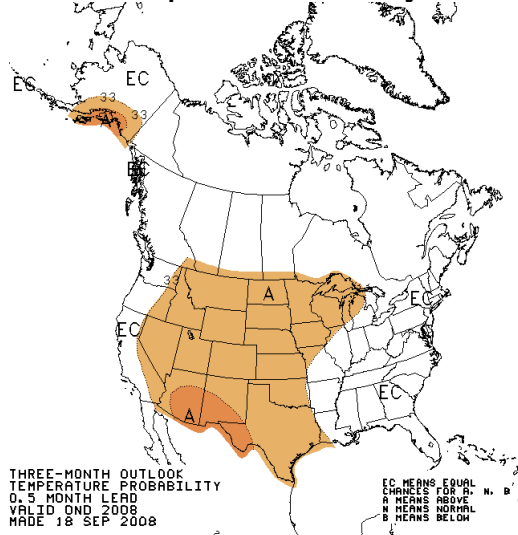 EC
EC
33
33
A
EC
33
A
EC
EC
EC
A
THREE-MONTH OUTLOOK
TEMPERATURE PROBABILITY
0.5 MONTH LEAD
VALID OND 2008
MADE 18 SEP 2008
EC MEANS EQUAL
CHANCES FOR A, N, B
A MEANS ABOVE
N MEANS NORMAL
B MEANS BELOW